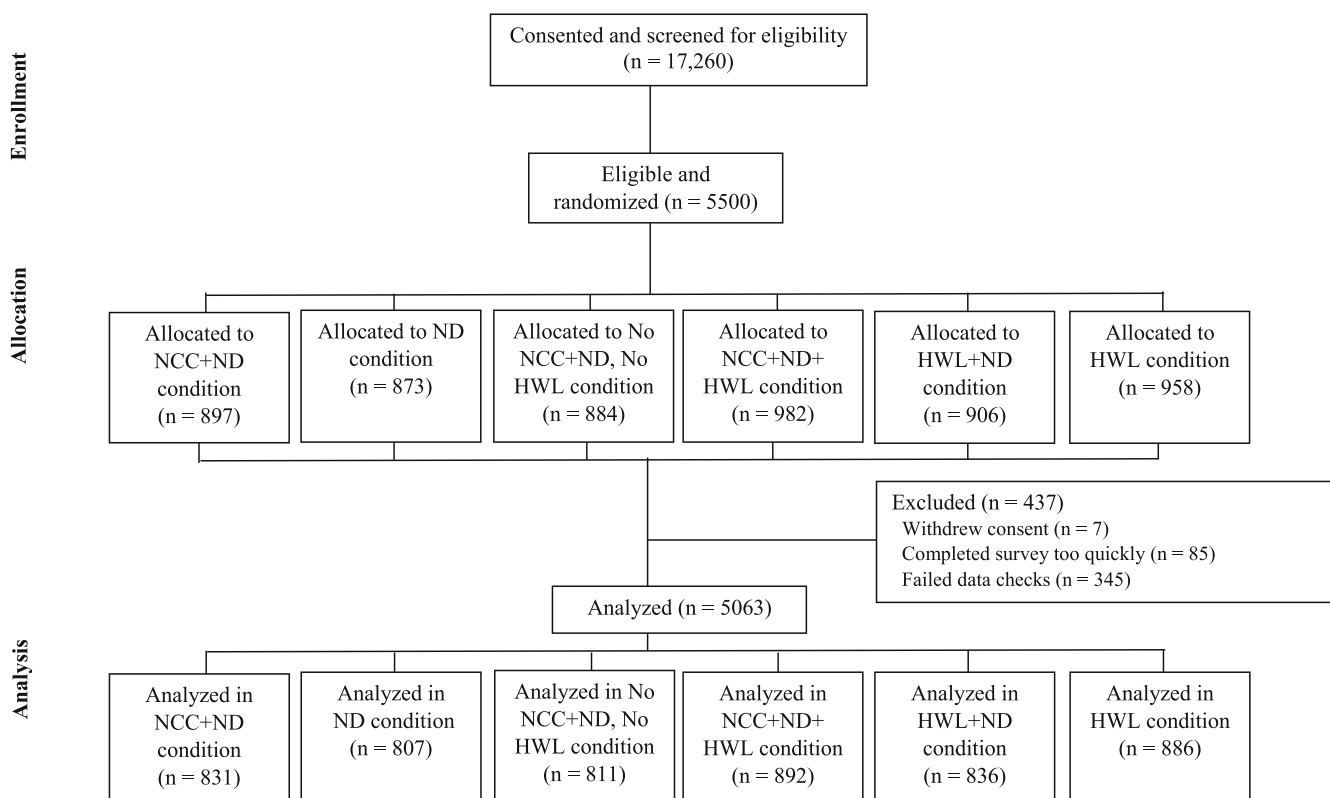 Enrollment
Consented and screened for eligibility
(n = 17,260)
Eligible and
randomized (n = 5500)
Allocation
Allocated to
NCC+ND
condition
(n = 897)
Allocated to ND
condition
(n = 873)
Allocated to No
NCC+ND, No
HWL condition
(n = 884)
Allocated to
NCC+ND+
HWL condition
(n = 982)
Allocated to
HWL+ND
condition
(n = 906)
Allocated to
HWL condition
(n = 958)
Excluded (n = 437)
Withdrew consent (n = 7)
Completed survey too quickly (n = 85)
Failed data checks (n = 345)
Analyzed (n = 5063)
Analysis
Analyzed in
NCC+ND
condition
(n = 831)
Analyzed in
ND condition
(n = 807)
Analyzed in No
NCC+ND, No
HWL condition
(n = 811)
Analyzed in
NCC+ND+
HWL condition
(n = 892)
Analyzed in
HWL+ND
condition
(n = 836)
Analyzed in
HWL condition
(n = 886)